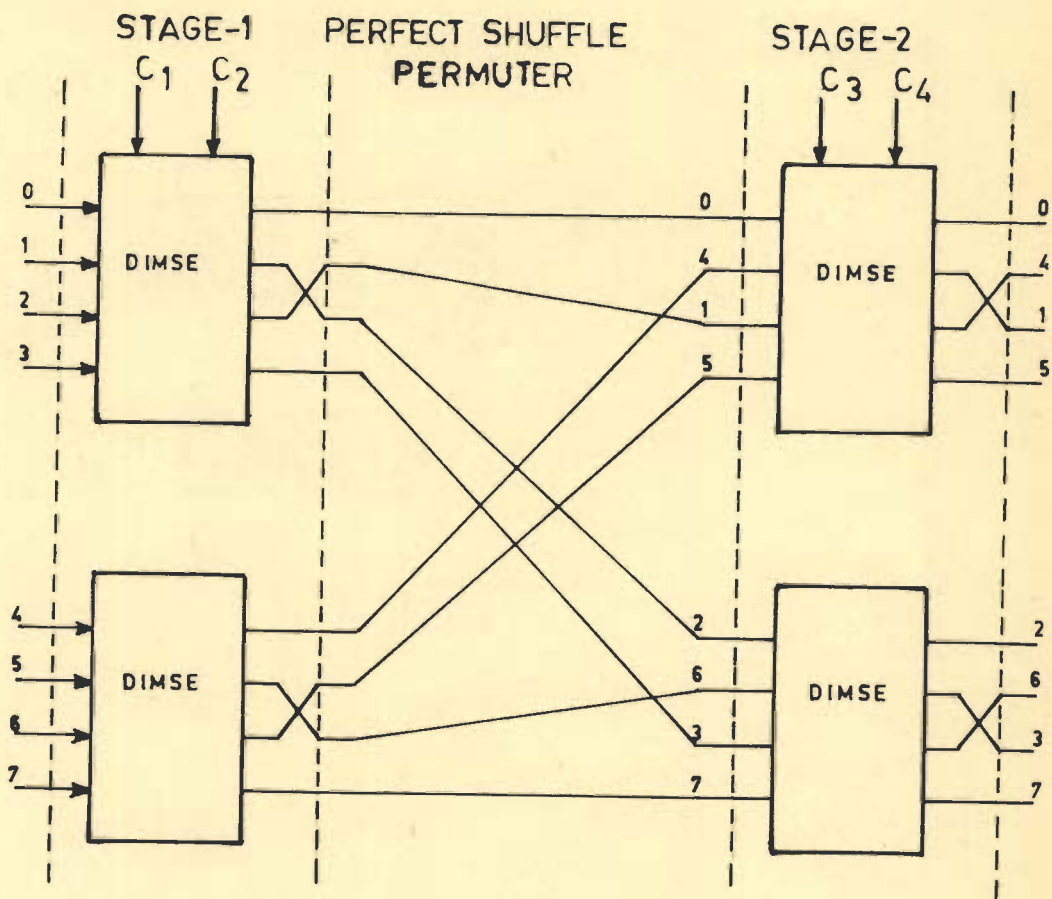 STAGE-1 PERFECT SHUFFLE STAGE-2
PERMUTER
C1 C2 C3 C4
0 0 0
1 DIMSE 4 DIMSE 4
2 1 1
3 5 5
4 2 2
5 DIMSE 6 DIMSE 6
6 3 3
7 7 7